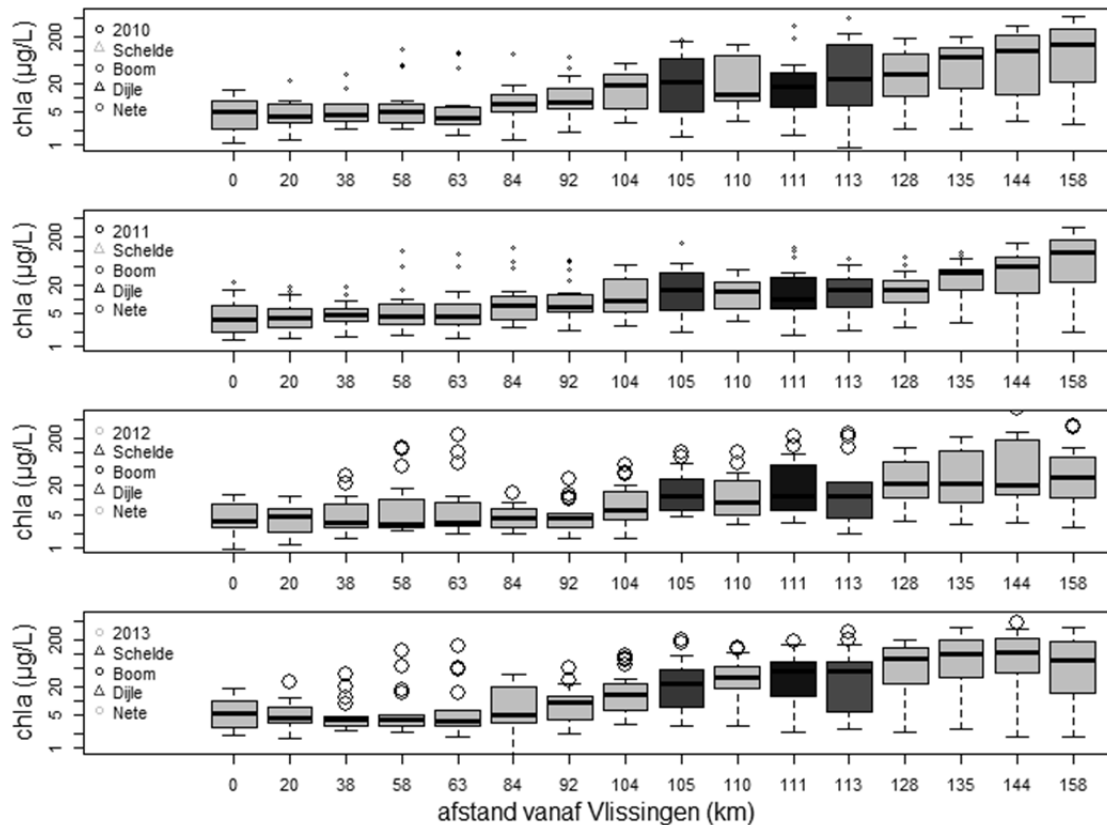 chla (µg/L)
200
20
5
1
2010
Schelde
Boom
Dijle
Nete
0 20 38 58 63 84 92 104 105 110 111 113 128 135 144 158
chla (µg/L)
200
20
5
1
2011
Schelde
Boom
Dijle
Nete
0 20 38 58 63 84 92 104 105 110 111 113 128 135 144 158
chla (µg/L)
200
20
5
1
2012
Schelde
Boom
Dijle
Nete
0 20 38 58 63 84 92 104 105 110 111 113 128 135 144 158
chla (µg/L)
200
20
5
1
2013
Schelde
Boom
Dijle
Nete
0 20 38 58 63 84 92 104 105 110 111 113 128 135 144 158
afstand vanaf Vlissingen (km)